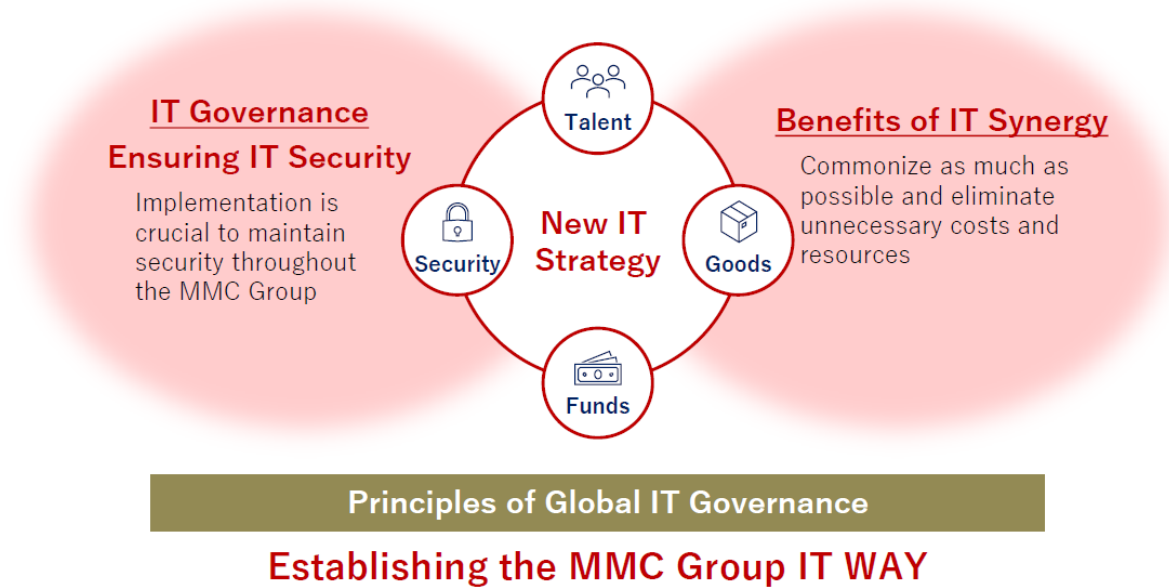 IT Governance
Ensuring IT Security
Implementation is
crucial to maintain
security throughout
the MMC Group
Talent
Security
New IT
Strategy
Goods
Funds
Benefits of IT Synergy
Commonize as much as
possible and eliminate
unnecessary costs and
resources
Principles of Global IT Governance
Establishing the MMC Group IT WAY